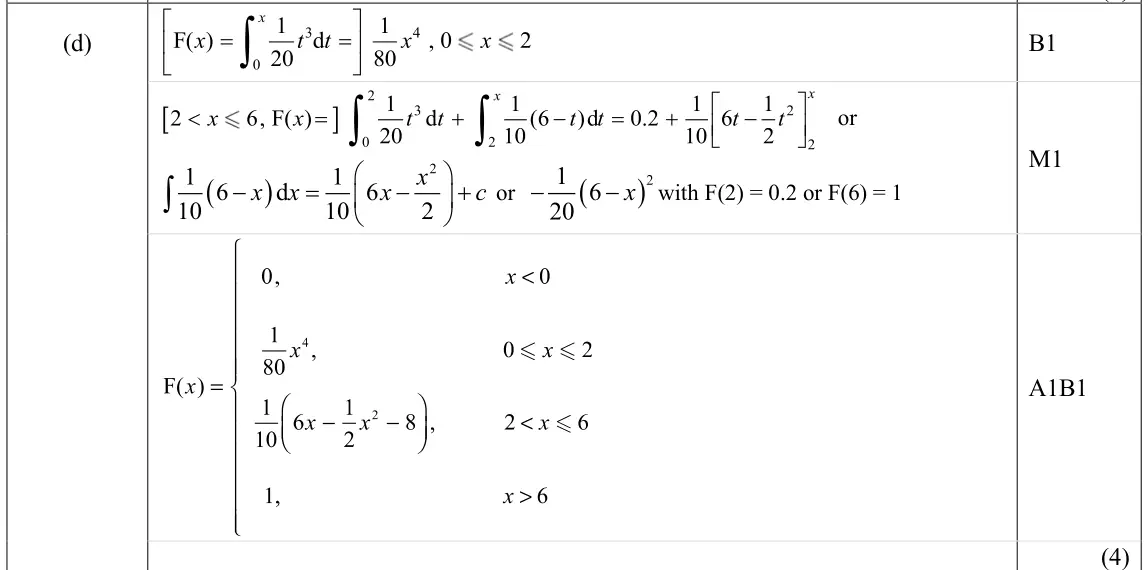 (d) [F(x) = ∫₀ˣ 1/20 t³dt =] 1/80 x⁴ , 0 ⩽ x ⩽ 2 B1
[2 < x ⩽ 6, F(x)=] ∫₀² 1/20 t³ dt + ∫₂ˣ 1/10 (6 − t)dt = 0.2 + 1/10 [6t − 1/2 t²]₂ˣ or
∫ 1/10 (6 − x) dx = 1/10 (6x − x²/2) + c or − 1/20 (6 − x)² with F(2) = 0.2 or F(6) = 1 M1
F(x) = {
0, x < 0
1/80 x⁴, 0 ⩽ x ⩽ 2
1/10 (6x − 1/2 x² − 8), 2 < x ⩽ 6
1, x > 6
A1B1
(4)